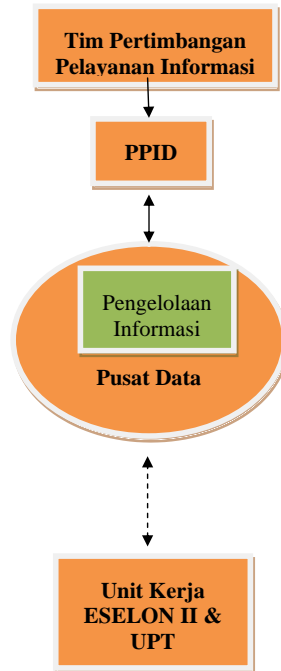 Tim Pertimbangan
Pelayanan Informasi
PPID
Pengelolaan
Informasi
Pusat Data
Unit Kerja
ESELON II &
UPT